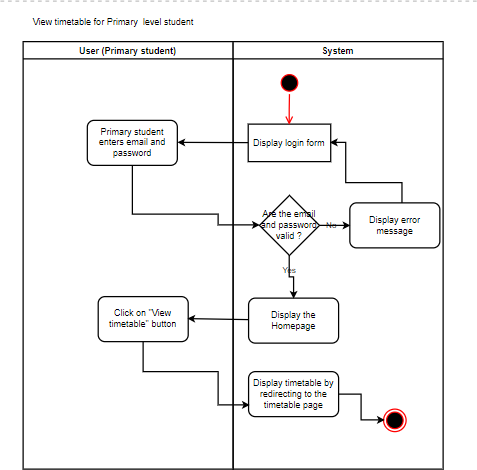 View timetable for Primary level student
User (Primary student)
System
Display login form
Primary student
enters email and
password
Are the email
and password
valid ?
No
Display error
message
Yes
Display the
Homepage
Click on "View
timetable" button
Display timetable by
redirecting to the
timetable page